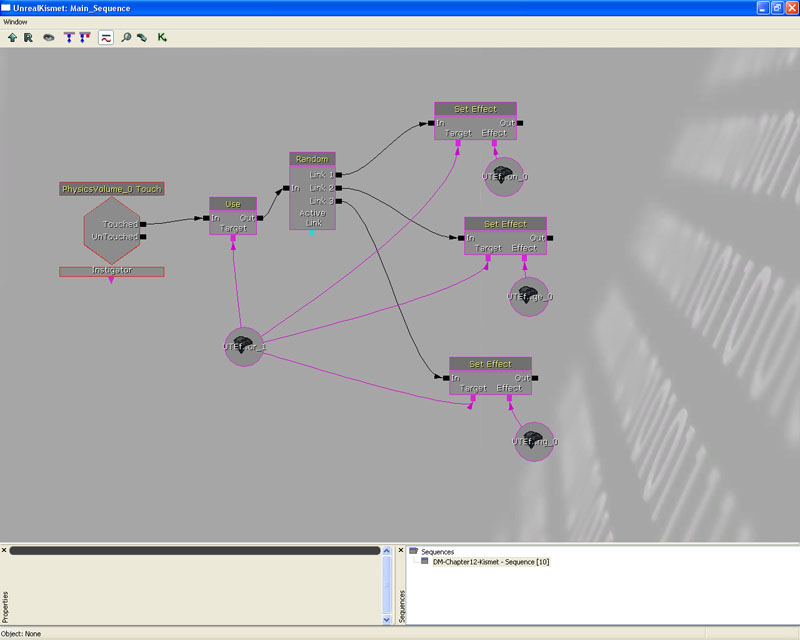 UnrealKismet: Main_Sequence
Window
Set Effect
In Out
Target Effect
UTEf..on_0
Random
Link 1
In Link 2
Link 3
Active
Link
PhysicsVolume_0 Touch
Touched
UnTouched
Instigator
Use
In Out
Target
Set Effect
In Out
Target Effect
UTEf..ge_0
UTEf..or_1
Set Effect
In Out
Target Effect
UTEf..ng_0
Properties
Sequences
Sequences
DM-Chapter12-Kismet - Sequence [10]
Object: None